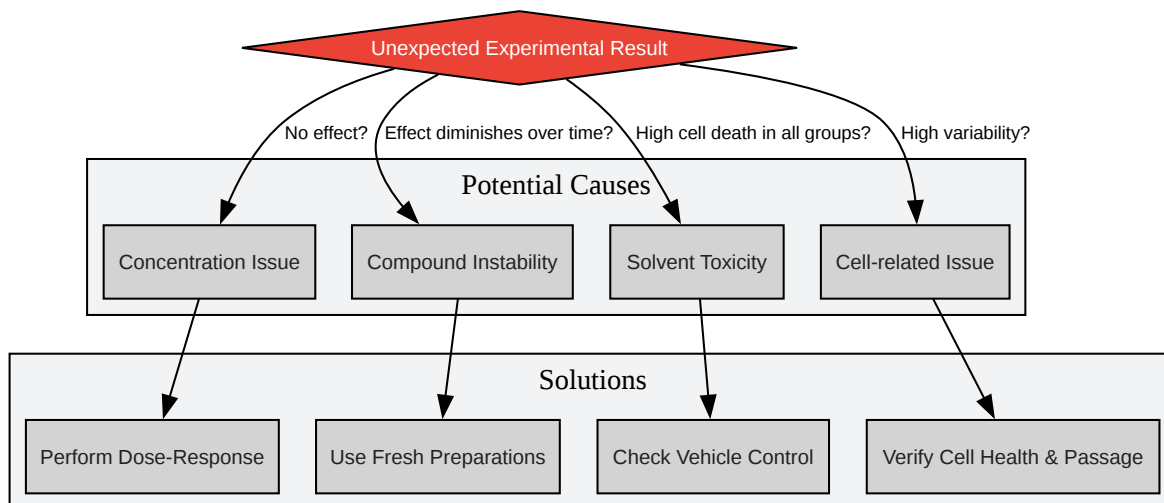 Unexpected Experimental Result
No effect?
Effect diminishes over time?
High cell death in all groups?
High variability?
Potential Causes
Concentration Issue
Compound Instability
Solvent Toxicity
Cell-related Issue
Solutions
Perform Dose-Response
Use Fresh Preparations
Check Vehicle Control
Verify Cell Health & Passage